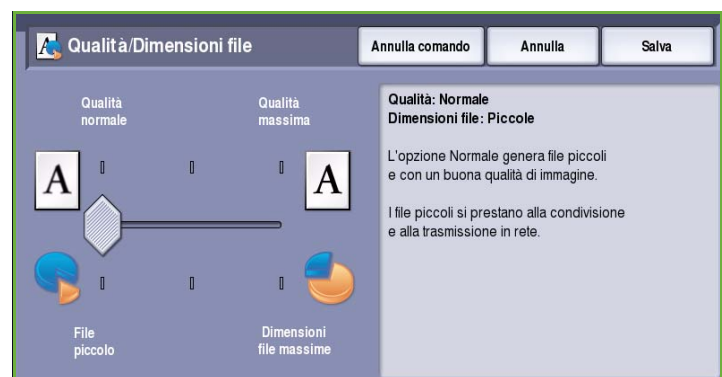 Qualità/Dimensioni file
Annulla comando
Annulla
Salva
Qualità
normale
Qualità
massima
A
A
File
piccolo
Dimensioni
file massime
Qualità: Normale
Dimensioni file: Piccole
L'opzione Normale genera file piccoli
e con un buona qualità di immagine.
I file piccoli si prestano alla condivisione
e alla trasmissione in rete.